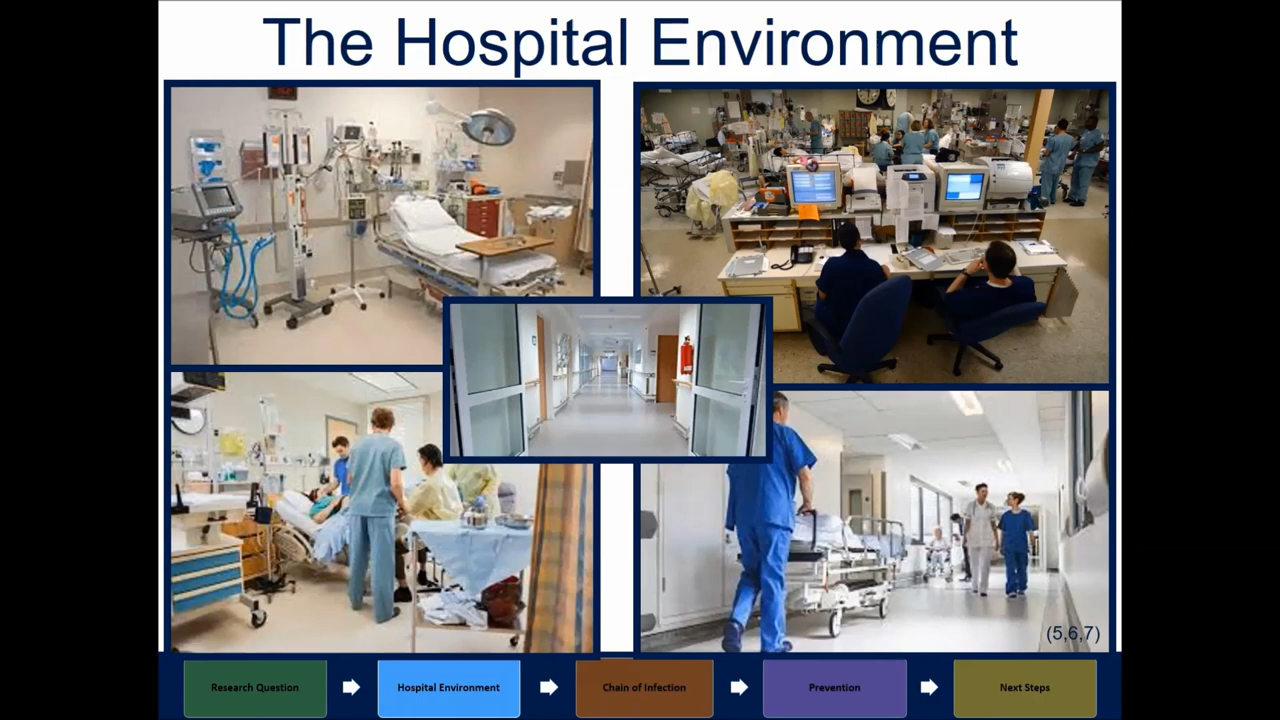 The Hospital Environment
(5,6,7)
Research Question
Hospital Environment
Chain of Infection
Prevention
Next Steps